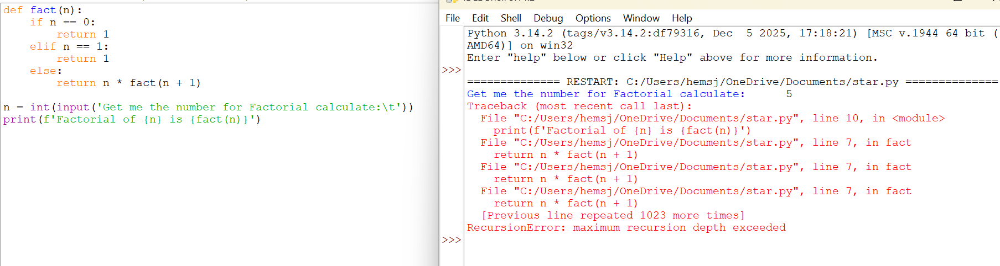 def fact(n):
    if n == 0:
        return 1
    elif n == 1:
        return 1
    else:
        return n * fact(n + 1)

n = int(input('Get me the number for Factorial calculate:\t'))
print(f'Factorial of {n} is {fact(n)}')
File Edit Shell Debug Options Window Help
Python 3.14.2 (tags/v3.14.2:df79316, Dec  5 2025, 17:18:21) [MSC v.1944 64 bit (
AMD64)] on win32
Enter "help" below or click "Help" above for more information.
>>>
============== RESTART: C:/Users/hemsj/OneDrive/Documents/star.py ==============
Get me the number for Factorial calculate:	5
Traceback (most recent call last):
  File "C:/Users/hemsj/OneDrive/Documents/star.py", line 10, in <module>
    print(f'Factorial of {n} is {fact(n)}')
  File "C:/Users/hemsj/OneDrive/Documents/star.py", line 7, in fact
    return n * fact(n + 1)
  File "C:/Users/hemsj/OneDrive/Documents/star.py", line 7, in fact
    return n * fact(n + 1)
  File "C:/Users/hemsj/OneDrive/Documents/star.py", line 7, in fact
    return n * fact(n + 1)
  [Previous line repeated 1023 more times]
RecursionError: maximum recursion depth exceeded
>>>